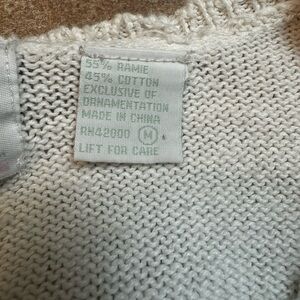 55% RAMIE
45% COTTON
EXCLUSIVE OF
ORNAMENTATION
MADE IN CHINA
RN42000 M
LIFT FOR CARE